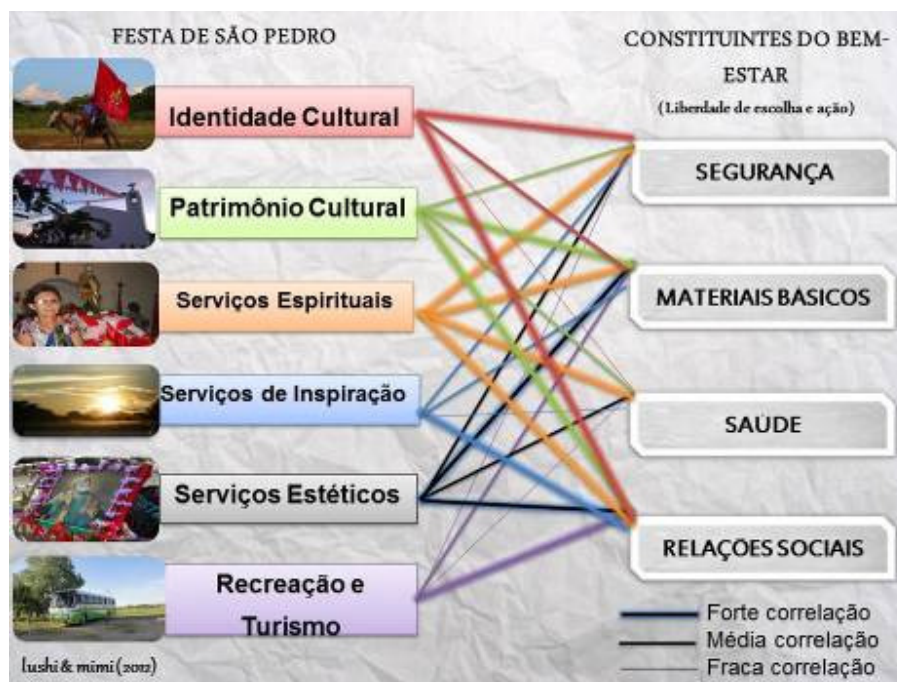 FESTA DE SÃO PEDRO
Identidade Cultural
Patrimônio Cultural
Serviços Espirituais
Serviços de Inspiração
Serviços Estéticos
Recreação e
Turismo
lushi & mimi (2012)
CONSTITUINTES DO BEM-
ESTAR
(Liberdade de escolha e ação)
SEGURANÇA
MATERIAIS BÁSICOS
SAÚDE
RELAÇÕES SOCIAIS
Forte correlação
Média correlação
Fraca correlação